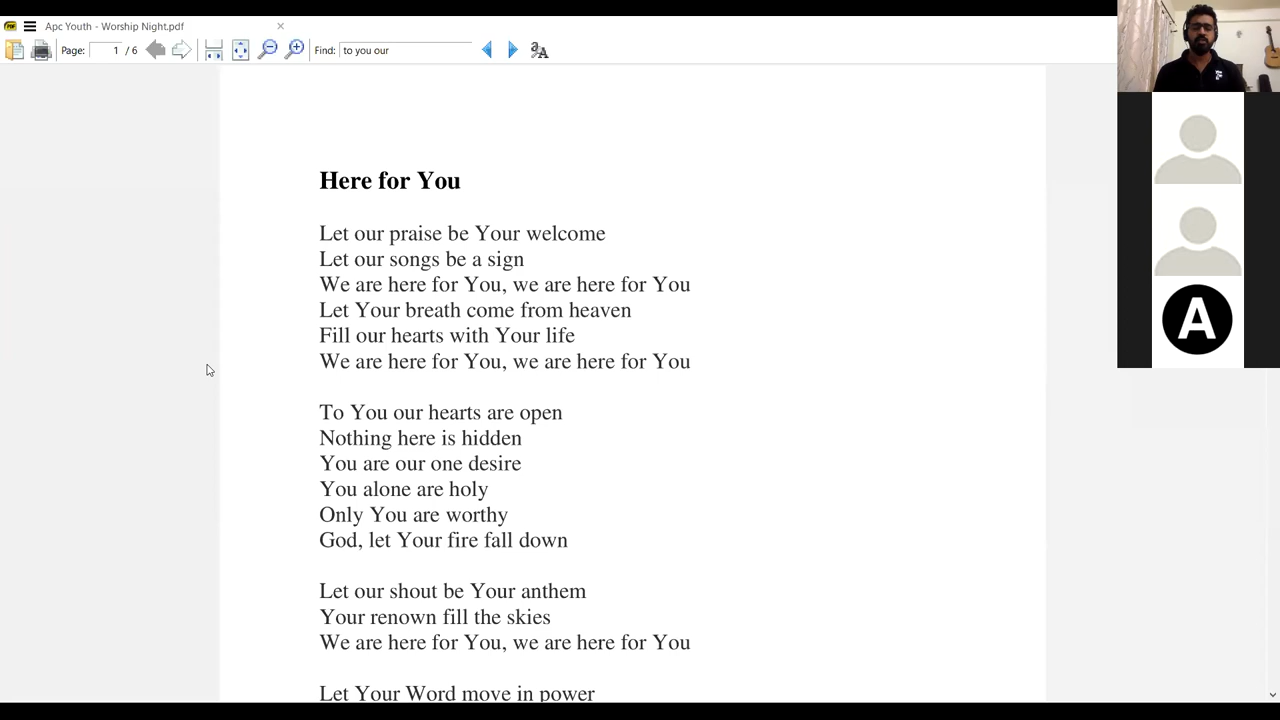 Apc Youth - Worship Night.pdf
Page: 1 / 6 Find: to you our
Here for You
Let our praise be Your welcome
Let our songs be a sign
We are here for You, we are here for You
Let Your breath come from heaven
Fill our hearts with Your life
We are here for You, we are here for You
To You our hearts are open
Nothing here is hidden
You are our one desire
You alone are holy
Only You are worthy
God, let Your fire fall down
Let our shout be Your anthem
Your renown fill the skies
We are here for You, we are here for You
Let Your Word move in power
A